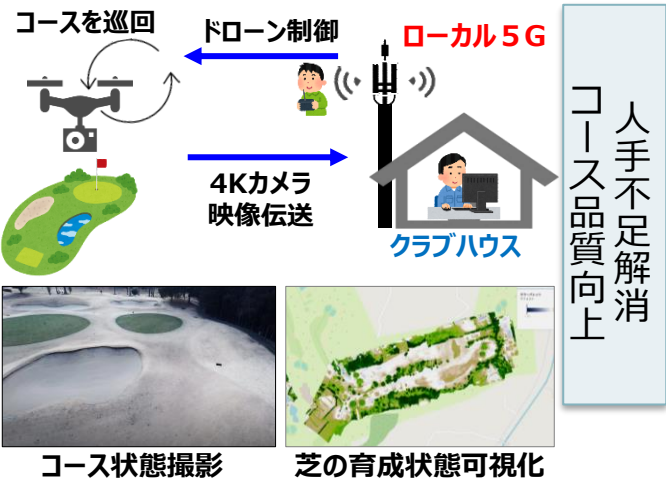 コースを巡回
ドローン制御
ローカル５G
4Kカメラ
映像伝送
クラブハウス
人手不足解消
コース品質向上
コース状態撮影
芝の育成状態可視化